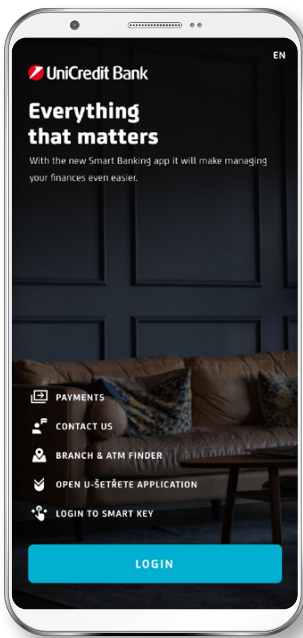 EN
UniCredit Bank
Everything
that matters
With the new Smart Banking app it will make managing
your finances even easier.
PAYMENTS
CONTACT US
BRANCH & ATM FINDER
OPEN U-ŠETŘETE APPLICATION
LOGIN TO SMART KEY
LOGIN